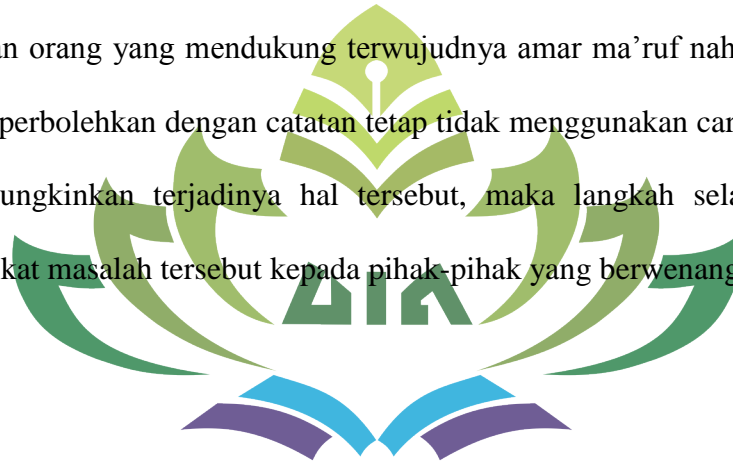 an orang yang mendukung terwujudnya amar ma’ruf nah
perbolehkan dengan catatan tetap tidak menggunakan car
ungkinkan terjadinya hal tersebut, maka langkah sela
kat masalah tersebut kepada pihak-pihak yang berwenang